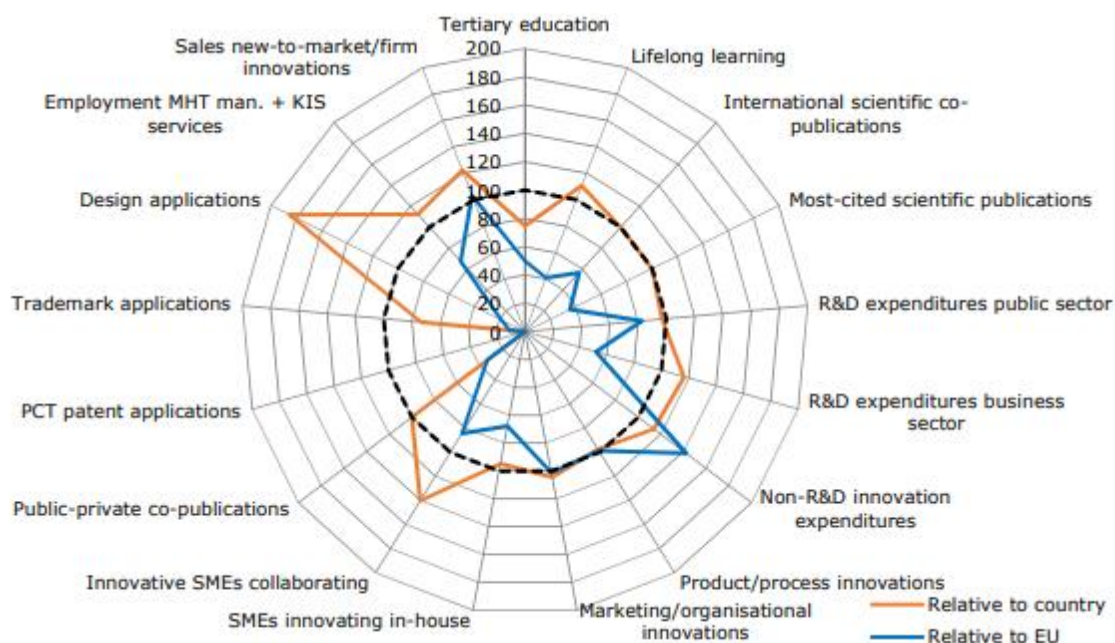 Tertiary education
Sales new-to-market/firm
innovations
Lifelong learning
Employment MHT man. + KIS
services
International scientific co-
publications
Design applications
Most-cited scientific publications
Trademark applications
R&D expenditures public sector
PCT patent applications
R&D expenditures business
sector
Public-private co-publications
Non-R&D innovation
expenditures
Innovative SMEs collaborating
Product/process innovations
SMEs innovating in-house
Marketing/organisational
innovations
200
180
160
140
120
100
80
60
40
20
0
Relative to country
Relative to EU